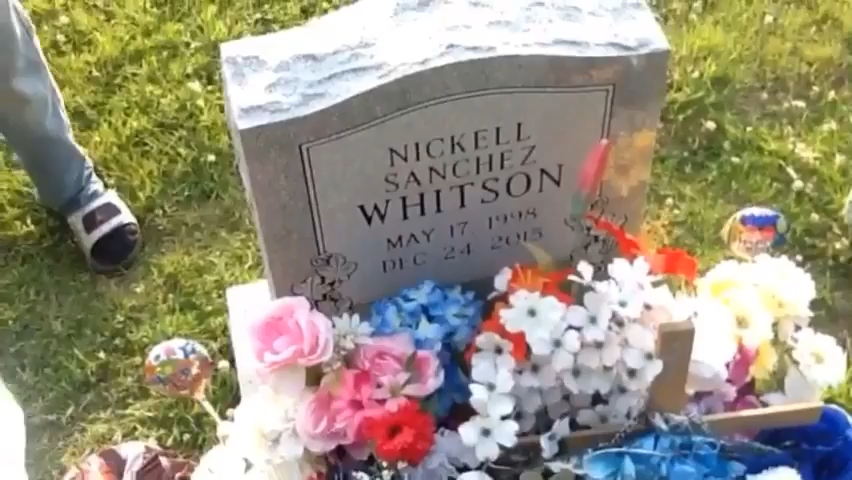 NICKELL
SANCHEZ
WHITSON
MAY 17 1998
DEC 24 2015